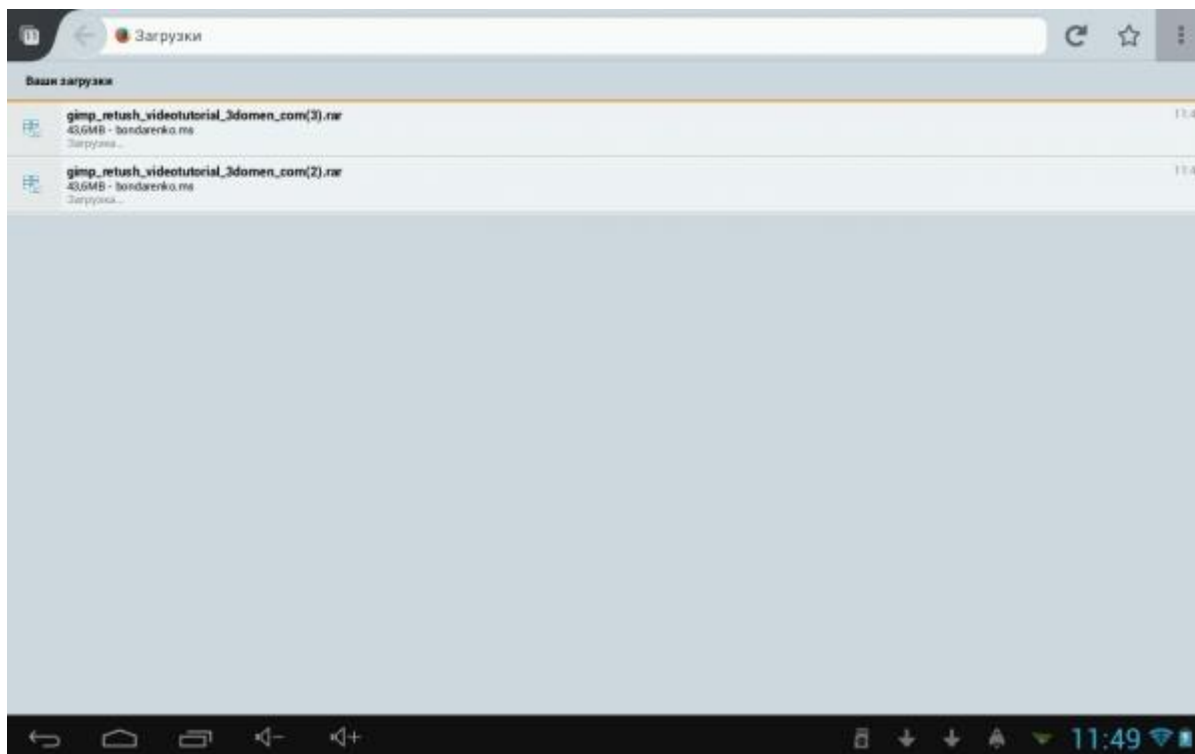 Загрузки
Ваши загрузки
gimp_retush_videotutorial_3domen_com(3).rar
43,6MB - bondarenko.ms
Загрузка...
gimp_retush_videotutorial_3domen_com(2).rar
43,6MB - bondarenko.ms
Загрузка...
11:49